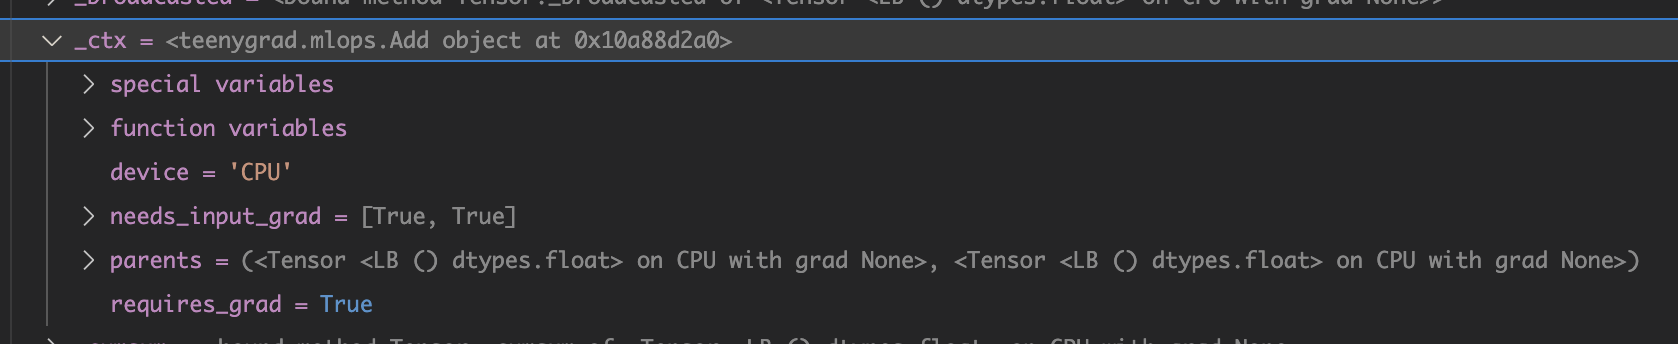 _broadcasted = <bound method Tensor._broadcasted of <Tensor <LB () dtypes.float> on CPU with grad None>>
_ctx = <teenygrad.mlops.Add object at 0x10a88d2a0>
special variables
function variables
device = 'CPU'
needs_input_grad = [True, True]
parents = (<Tensor <LB () dtypes.float> on CPU with grad None>, <Tensor <LB () dtypes.float> on CPU with grad None>)
requires_grad = True